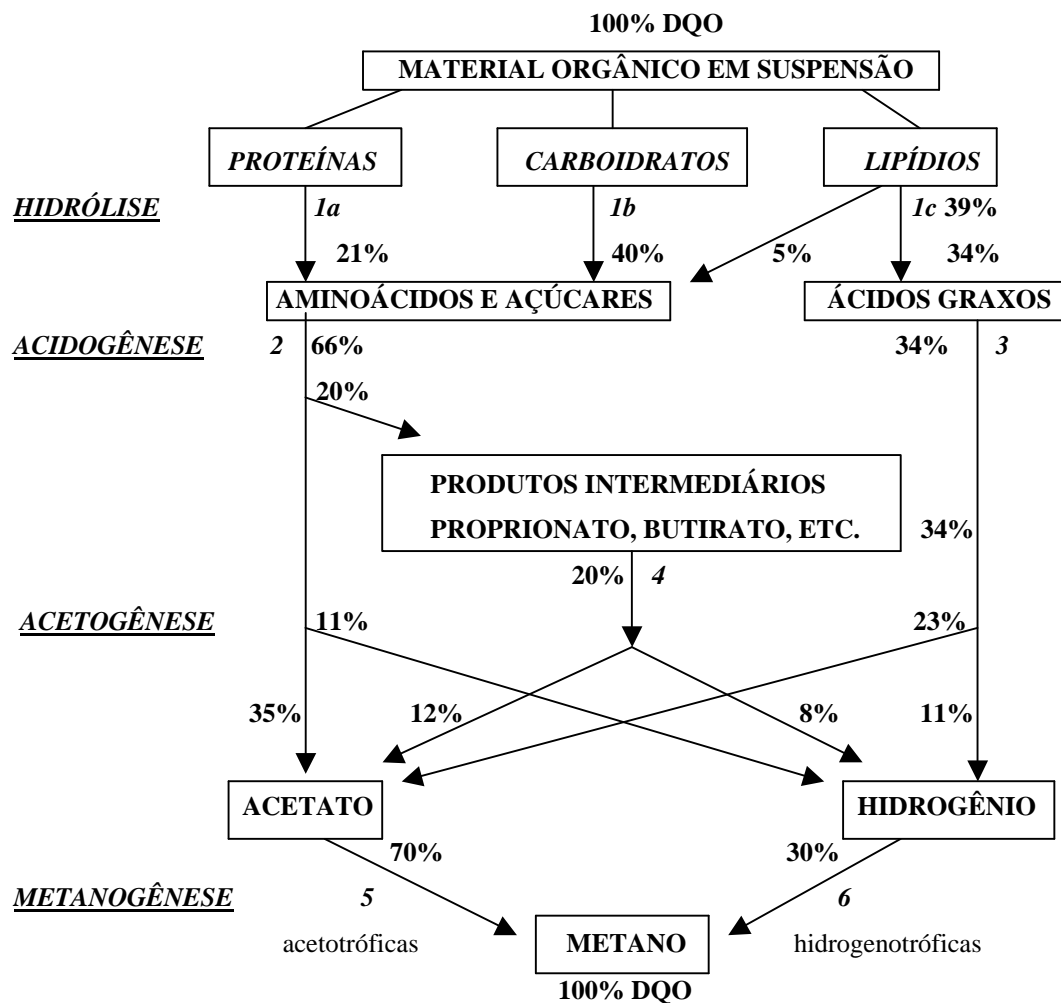 100% DQO
MATERIAL ORGÂNICO EM SUSPENSÃO
PROTEÍNAS CARBOIDRATOS LIPÍDIOS
HIDRÓLISE 1a 1b 1c 39%
21% 40% 5% 34%
AMINOÁCIDOS E AÇÚCARES ÁCIDOS GRAXOS
ACIDOGÊNESE 2 66% 34% 3
20%
PRODUTOS INTERMEDIÁRIOS
PROPRIONATO, BUTIRATO, ETC. 34%
20% 4
ACETOGÊNESE 11% 23%
35% 12% 8% 11%
ACETATO HIDROGÊNIO
70% 30%
METANOGÊNESE 5 6
acetotróficas METANO hidrogenotróficas
100% DQO